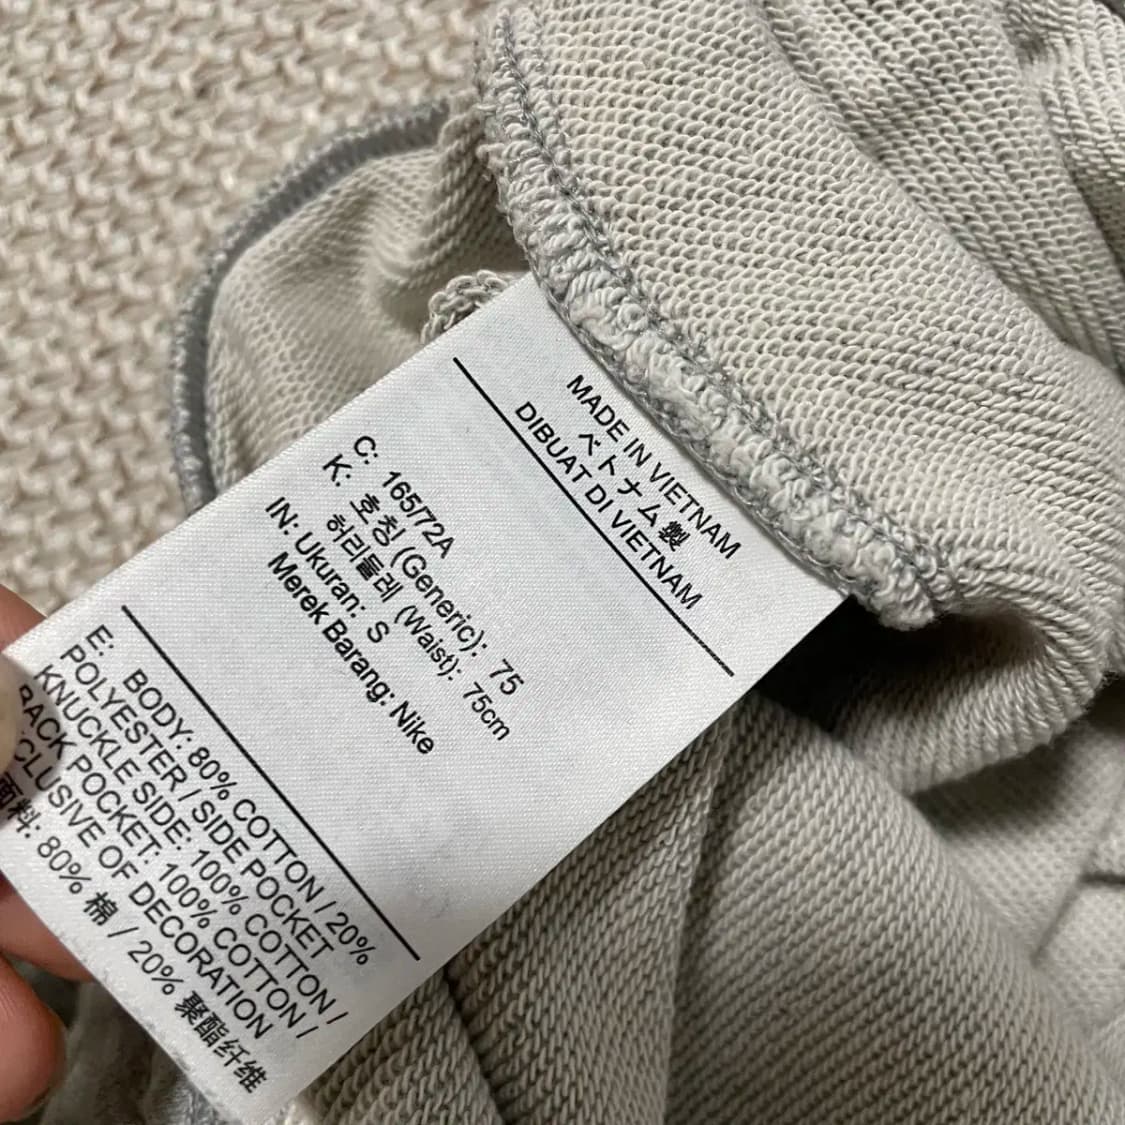 MADE IN VIETNAM
ベトナム製
DIBUAT DI VIETNAM
C: 165/72A
K: 호칭 (Generic): 75
허리둘레 (Waist): 75cm
IN: Ukuran: S
Merek Barang: Nike
E: BODY: 80% COTTON / 20%
POLYESTER / SIDE POCKET
KNUCKLE SIDE: 100% COTTON /
BACK POCKET: 100% COTTON /
EXCLUSIVE OF DECORATION
面料: 80% 棉 / 20% 聚酯纤维